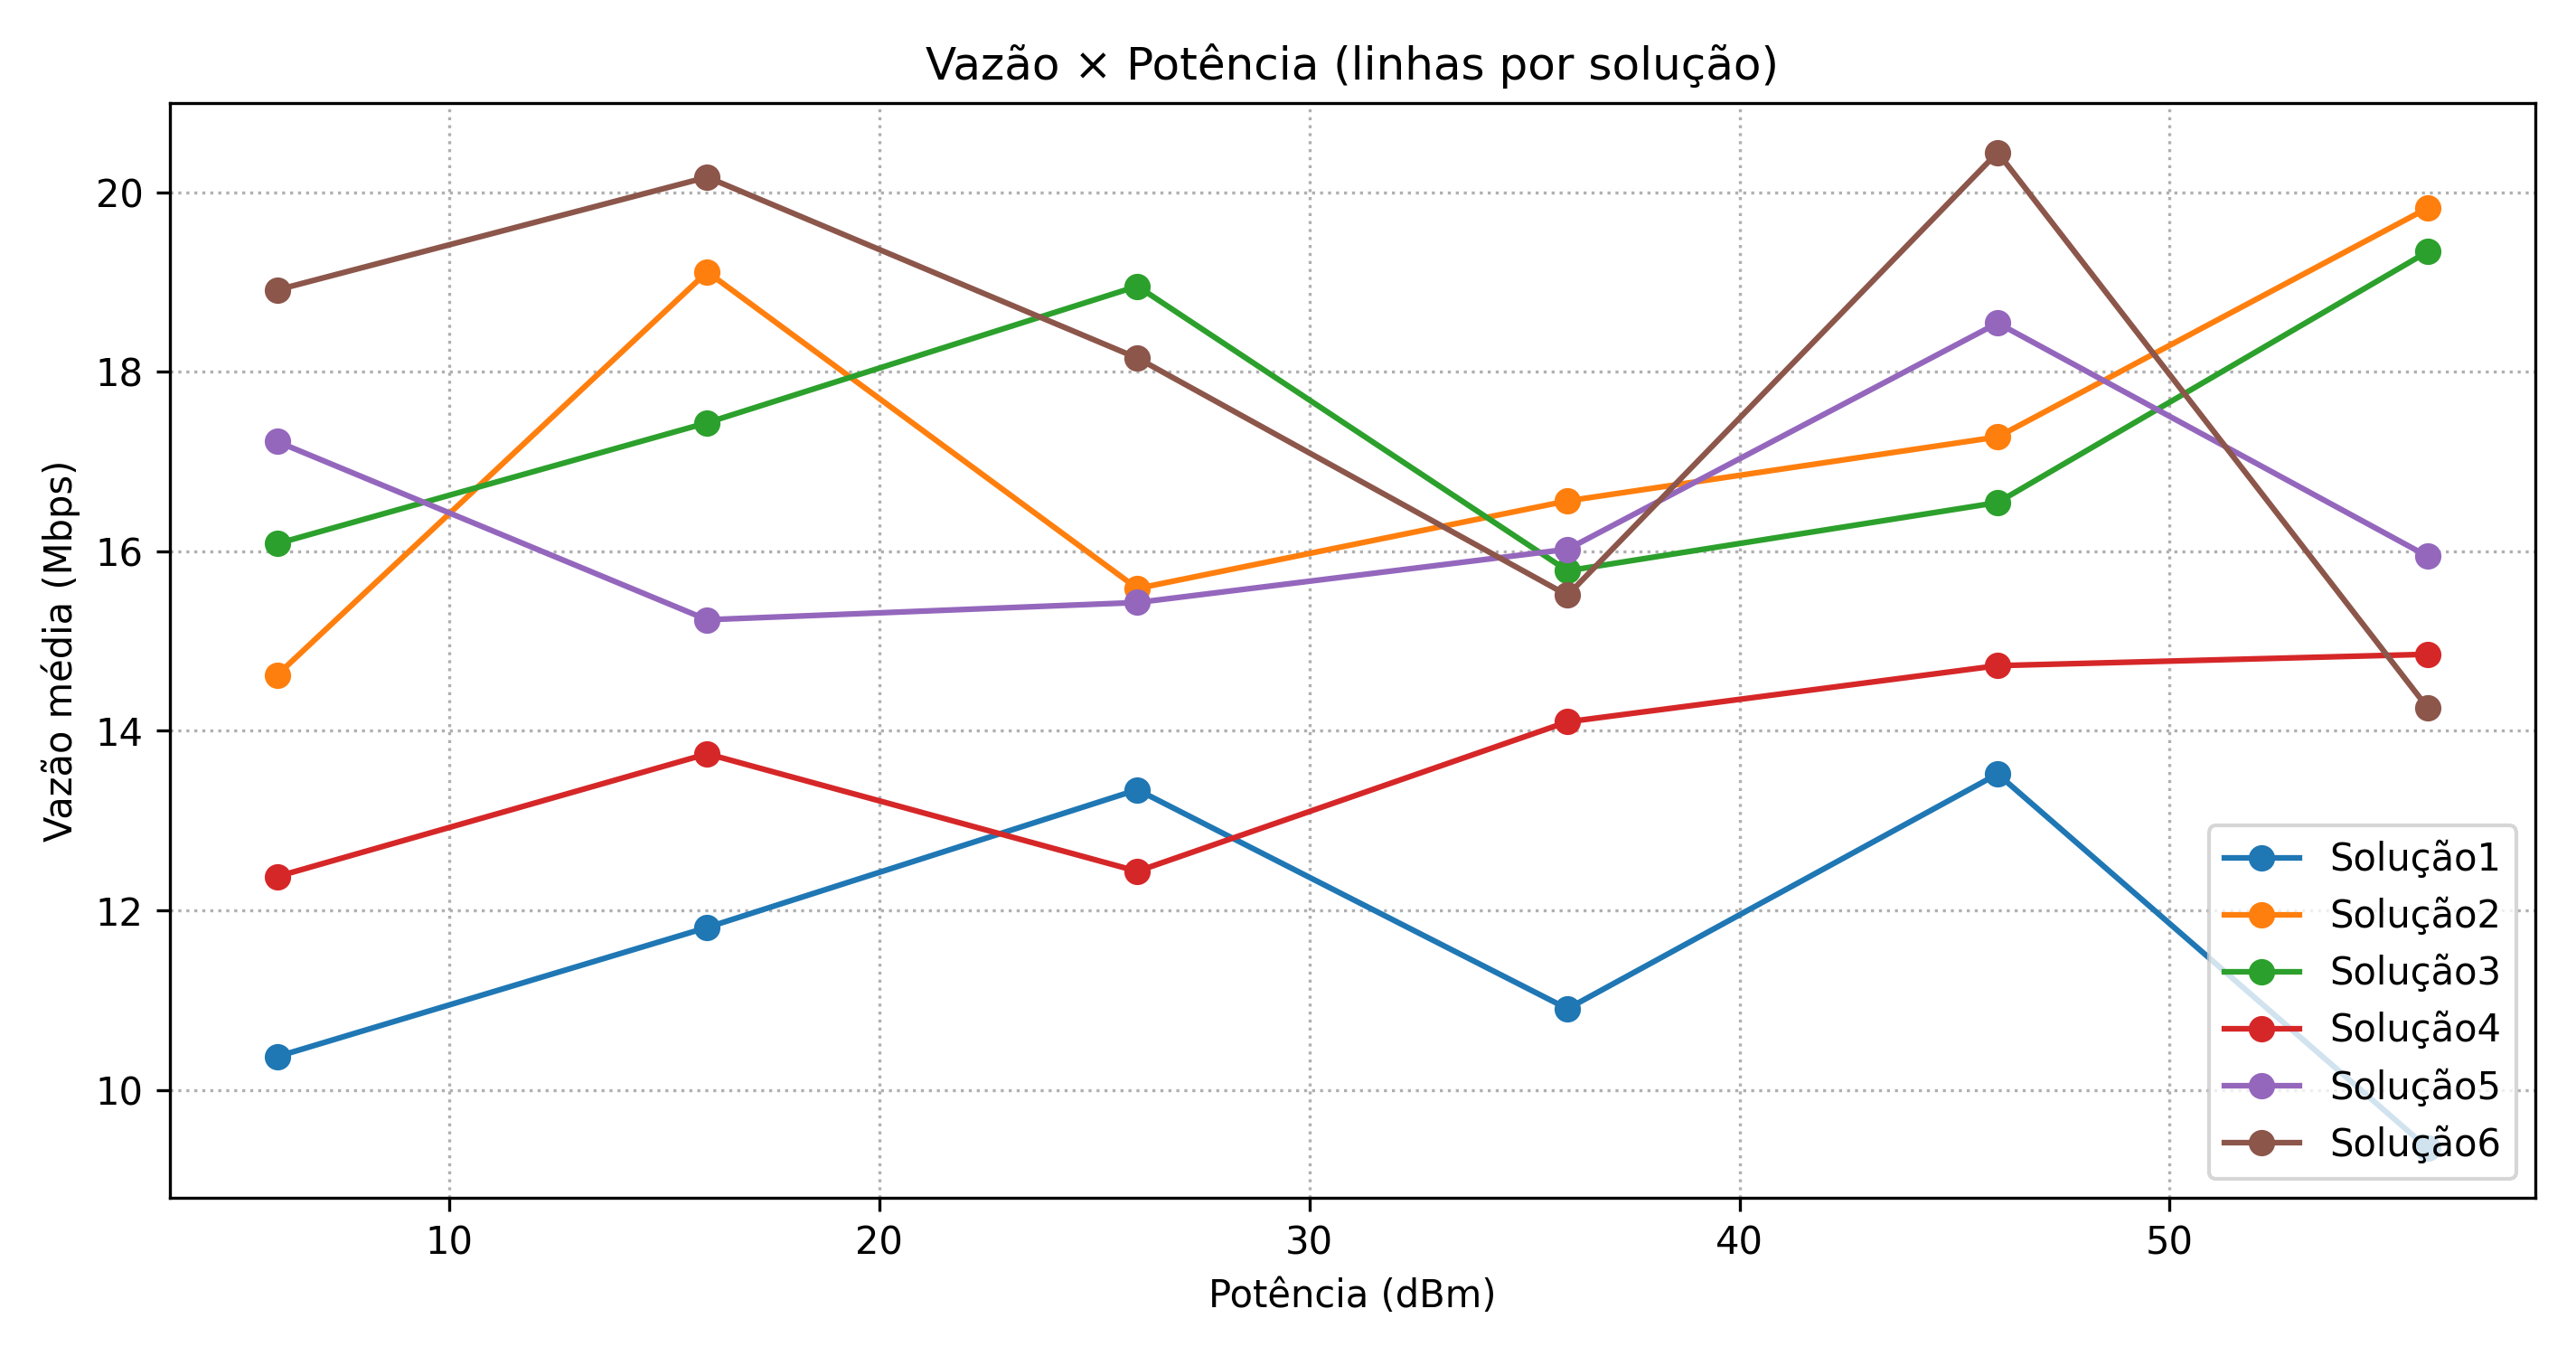 Vazão × Potência (linhas por solução)
Vazão média (Mbps)
20
18
16
14
12
10
10 20 30 40 50
Potência (dBm)
Solução1
Solução2
Solução3
Solução4
Solução5
Solução6